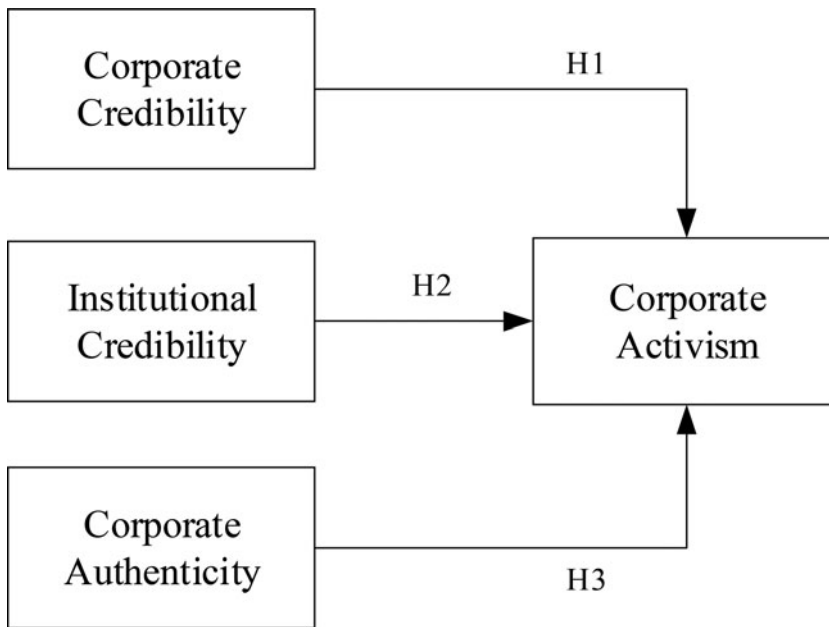 Corporate
Credibility
H1
Institutional
Credibility
H2
Corporate
Activism
Corporate
Authenticity
H3